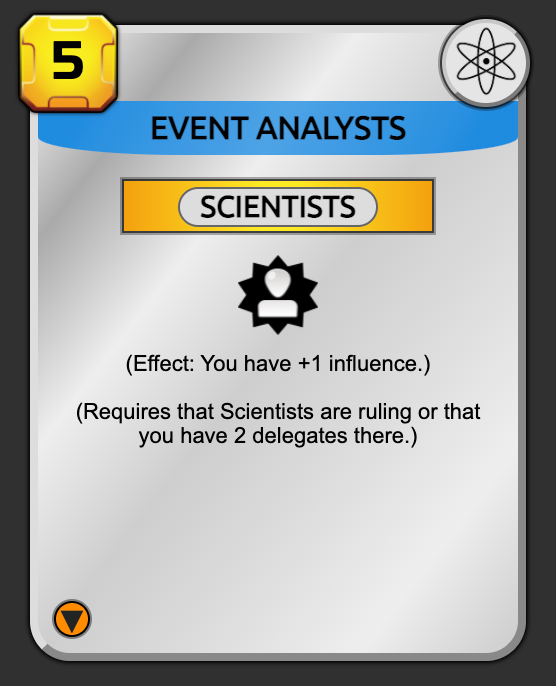 5
EVENT ANALYSTS
SCIENTISTS
(Effect: You have +1 influence.)
(Requires that Scientists are ruling or that
you have 2 delegates there.)